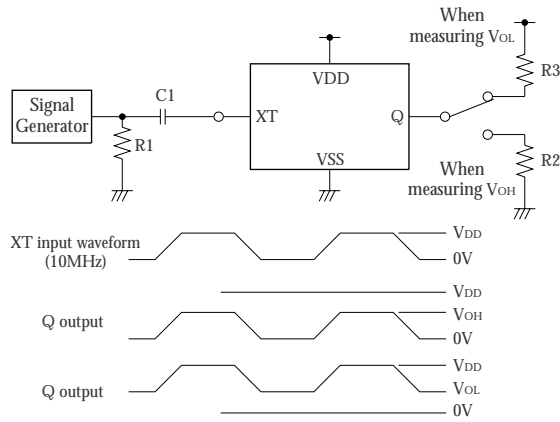 When
measuring VOL
R3
C1
VDD
Signal
Generator
XT
Q
R1
VSS
R2
When
measuring VOH
XT input waveform
(10MHz)
VDD
0V
VDD
Q output
VOH
0V
Q output
VDD
VOL
0V